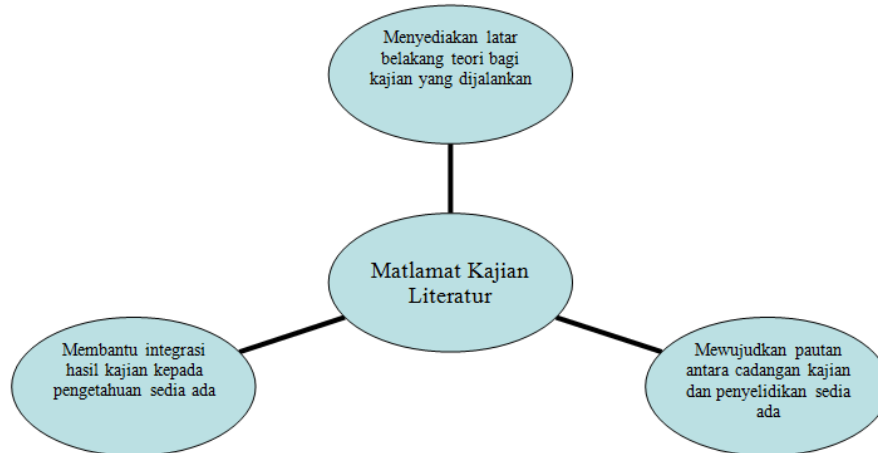 Menyediakan latar
belakang teori bagi
kajian yang dijalankan
Matlamat Kajian
Literatur
Membantu integrasi
hasil kajian kepada
pengetahuan sedia ada
Mewujudkan pautan
antara cadangan kajian
dan penyelidikan sedia
ada